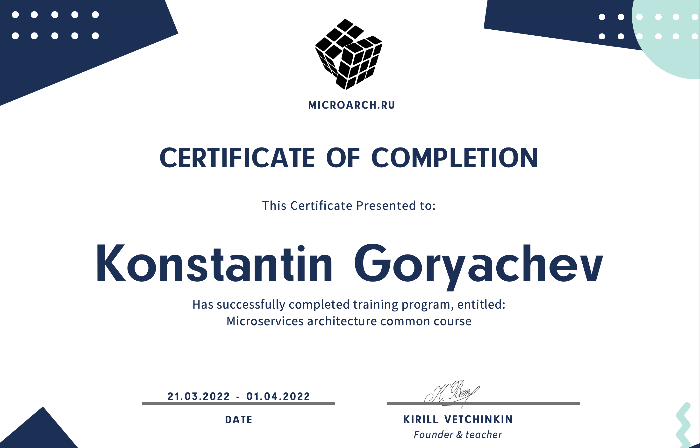 MICROARCH.RU
CERTIFICATE OF COMPLETION
This Certificate Presented to:
Konstantin Goryachev
Has successfully completed training program, entitled:
Microservices architecture common course
21.03.2022 - 01.04.2022
DATE
KIRILL VETCHINKIN
Founder & teacher